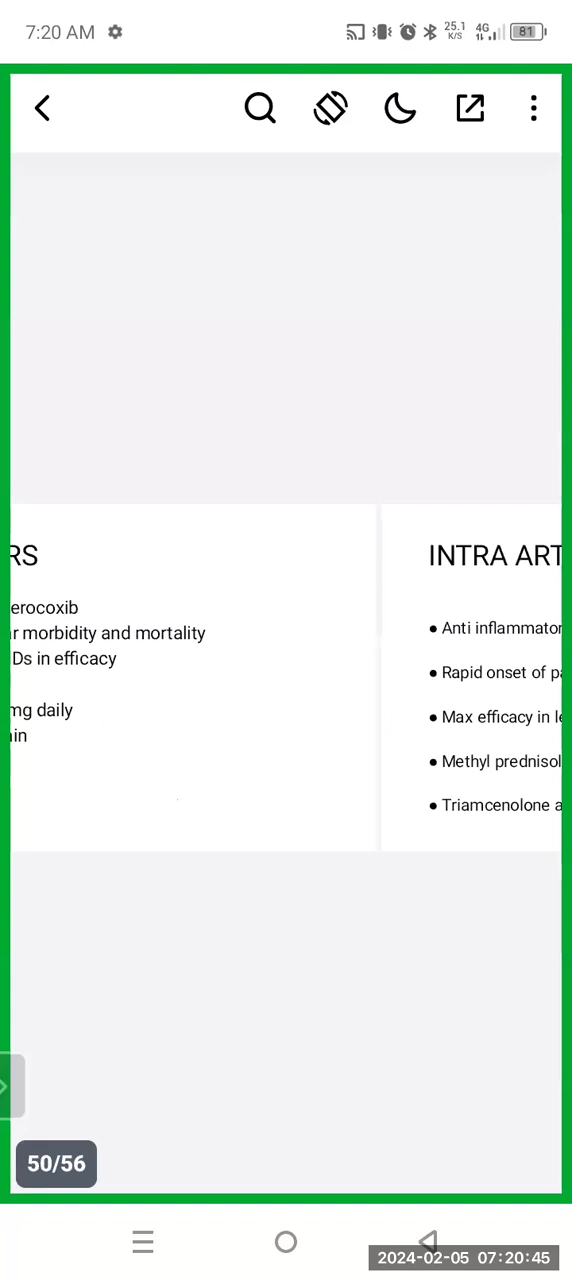 7:20 AM
25.1
K/S
4G
81
RS
erocoxib
r morbidity and mortality
Ds in efficacy
mg daily
in
INTRA ART
● Anti inflammator
● Rapid onset of pa
● Max efficacy in le
● Methyl prednisol
● Triamcenolone a
50/56
2024-02-05 07:20:45